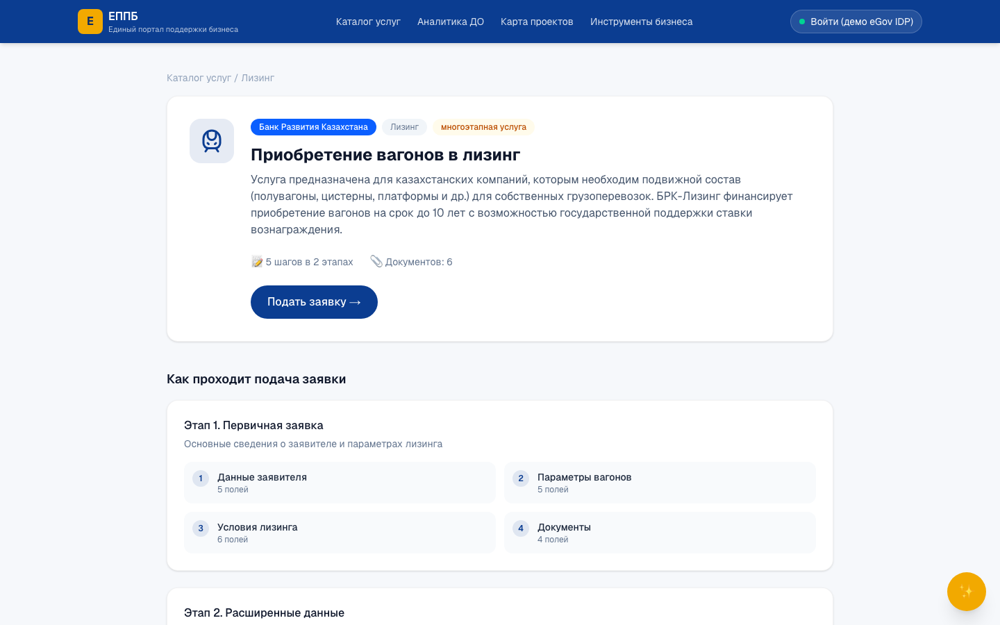 Е
ЕППБ
Единый портал поддержки бизнеса
Каталог услуг
Аналитика ДО
Карта проектов
Инструменты бизнеса
Войти (демо eGov IDP)
Каталог услуг / Лизинг
Банк Развития Казахстана
Лизинг
многоэтапная услуга
Приобретение вагонов в лизинг
Услуга предназначена для казахстанских компаний, которым необходим подвижной состав
(полувагоны, цистерны, платформы и др.) для собственных грузоперевозок. БРК-Лизинг финансирует
приобретение вагонов на срок до 10 лет с возможностью государственной поддержки ставки
вознаграждения.
5 шагов в 2 этапах
Документов: 6
Подать заявку →
Как проходит подача заявки
Этап 1. Первичная заявка
Основные сведения о заявителе и параметрах лизинга
1
Данные заявителя
5 полей
2
Параметры вагонов
5 полей
3
Условия лизинга
6 полей
4
Документы
4 полей
Этап 2. Расширенные данные